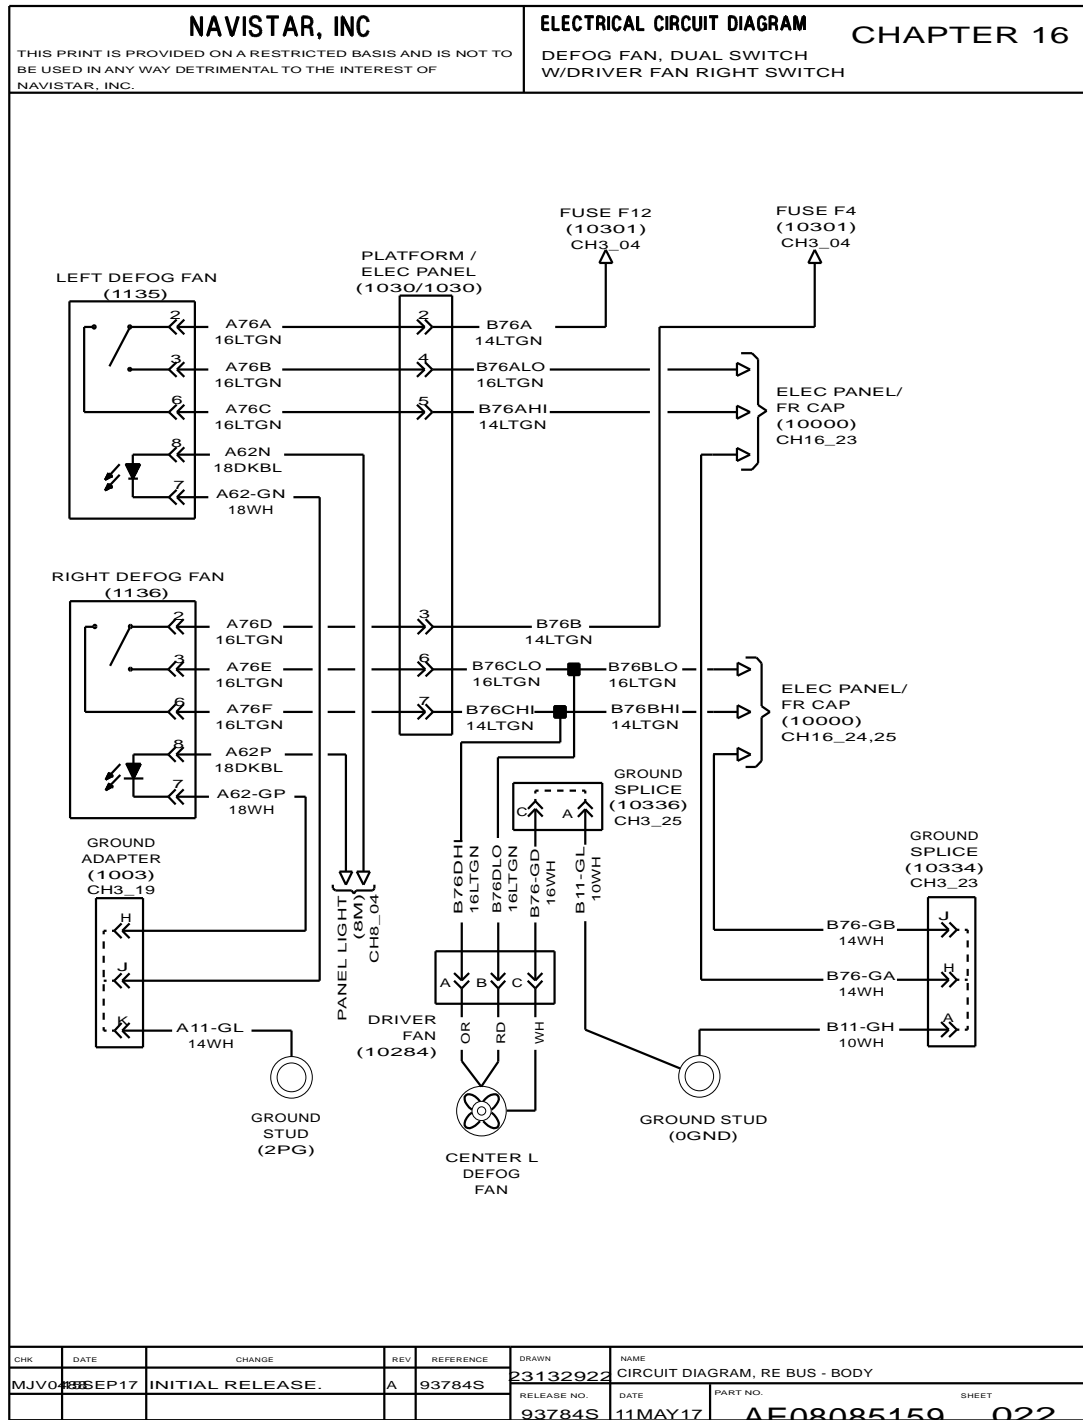 NAVISTAR, INC
THIS PRINT IS PROVIDED ON A RESTRICTED BASIS AND IS NOT TO
BE USED IN ANY WAY DETRIMENTAL TO THE INTEREST OF
NAVISTAR, INC.
ELECTRICAL CIRCUIT DIAGRAM
CHAPTER 16
DEFOG FAN, DUAL SWITCH
W/DRIVER FAN RIGHT SWITCH
FUSE F12
(10301)
CH3_04
FUSE F4
(10301)
CH3_04
PLATFORM /
ELEC PANEL
(1030/1030)
LEFT DEFOG FAN
(1135)
2
A76A
16LTGN
2
B76A
14LTGN
3
A76B
16LTGN
4
B76ALO
16LTGN
6
A76C
16LTGN
5
B76AHI
14LTGN
ELEC PANEL/
FR CAP
(10000)
CH16_23
8
A62N
18DKBL
7
A62-GN
18WH
RIGHT DEFOG FAN
(1136)
2
A76D
16LTGN
3
B76B
14LTGN
3
A76E
16LTGN
6
B76CLO
16LTGN
B76BLO
16LTGN
6
A76F
16LTGN
7
B76CHI
14LTGN
B76BHI
14LTGN
ELEC PANEL/
FR CAP
(10000)
CH16_24,25
8
A62P
18DKBL
7
A62-GP
18WH
GROUND
SPLICE
(10336)
CH3_25
C
A
GROUND
ADAPTER
(1003)
CH3_19
H
J
K
A11-GL
14WH
GROUND
STUD
(2PG)
PANEL LIGHT
(8M)
CH8_04
B76DHI
16LTGN
B76DLO
16LTGN
B76-GD
16WH
B11-GL
10WH
A
B
C
DRIVER
FAN
(10284)
OR
RD
WH
CENTER L
DEFOG
FAN
GROUND
SPLICE
(10334)
CH3_23
J
B76-GB
14WH
H
B76-GA
14WH
A
B11-GH
10WH
GROUND STUD
(0GND)
CHK
DATE
CHANGE
REV
REFERENCE
DRAWN
NAME
23132922
CIRCUIT DIAGRAM, RE BUS - BODY
SEP17
INITIAL RELEASE.
A
93784S
RELEASE NO.
DATE
PART NO.
SHEET
93784S
11MAY17
AE08085159
022